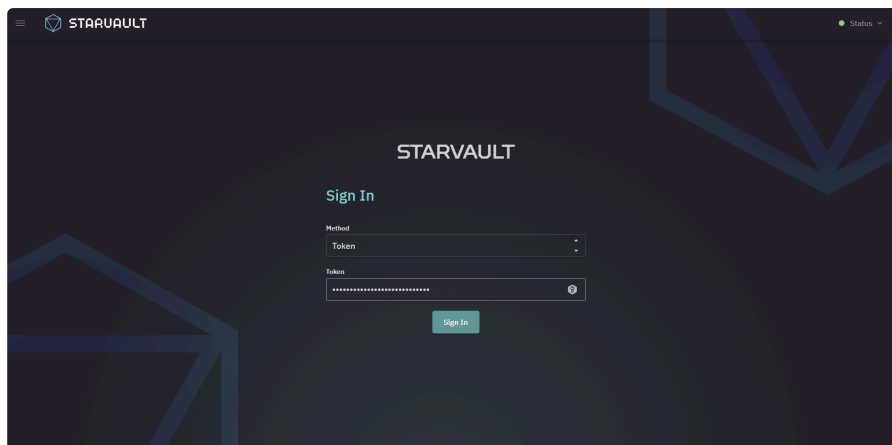 STARVAULT
Status
STARVAULT
Sign In
Method
Token
Token
••••••••••••••••••••••••••••
Sign In